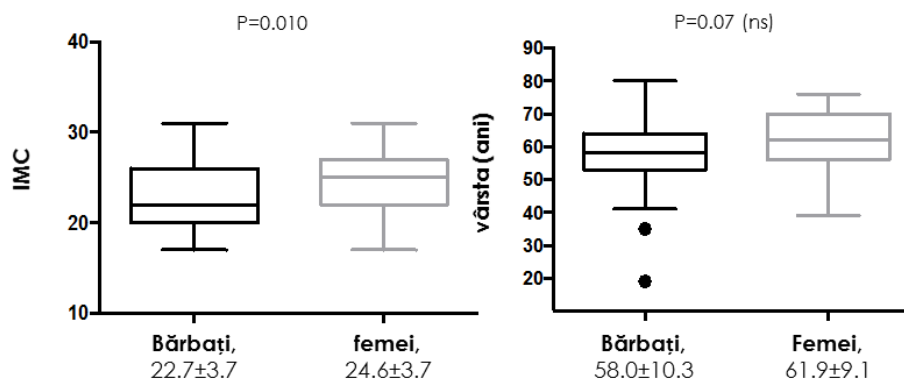 P=0.010
40
30
20
10
IMC
Bărbați,
22.7±3.7
femei,
24.6±3.7
P=0.07 (ns)
90
80
70
60
50
40
30
20
vârsta (ani)
Bărbați,
58.0±10.3
Femei,
61.9±9.1